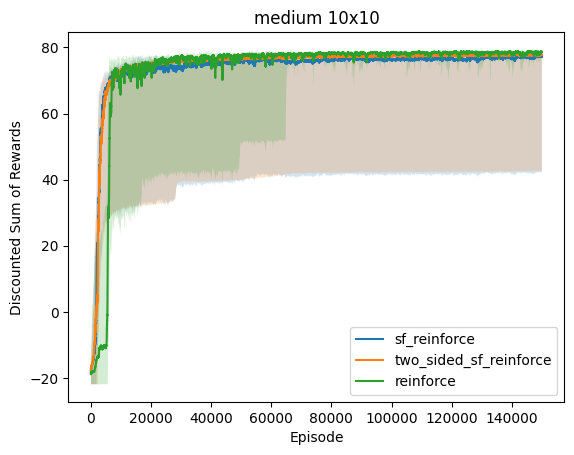 medium 10x10
Discounted Sum of Rewards
80
60
40
20
0
−20
sf_reinforce
two_sided_sf_reinforce
reinforce
0 20000 40000 60000 80000 100000 120000 140000
Episode